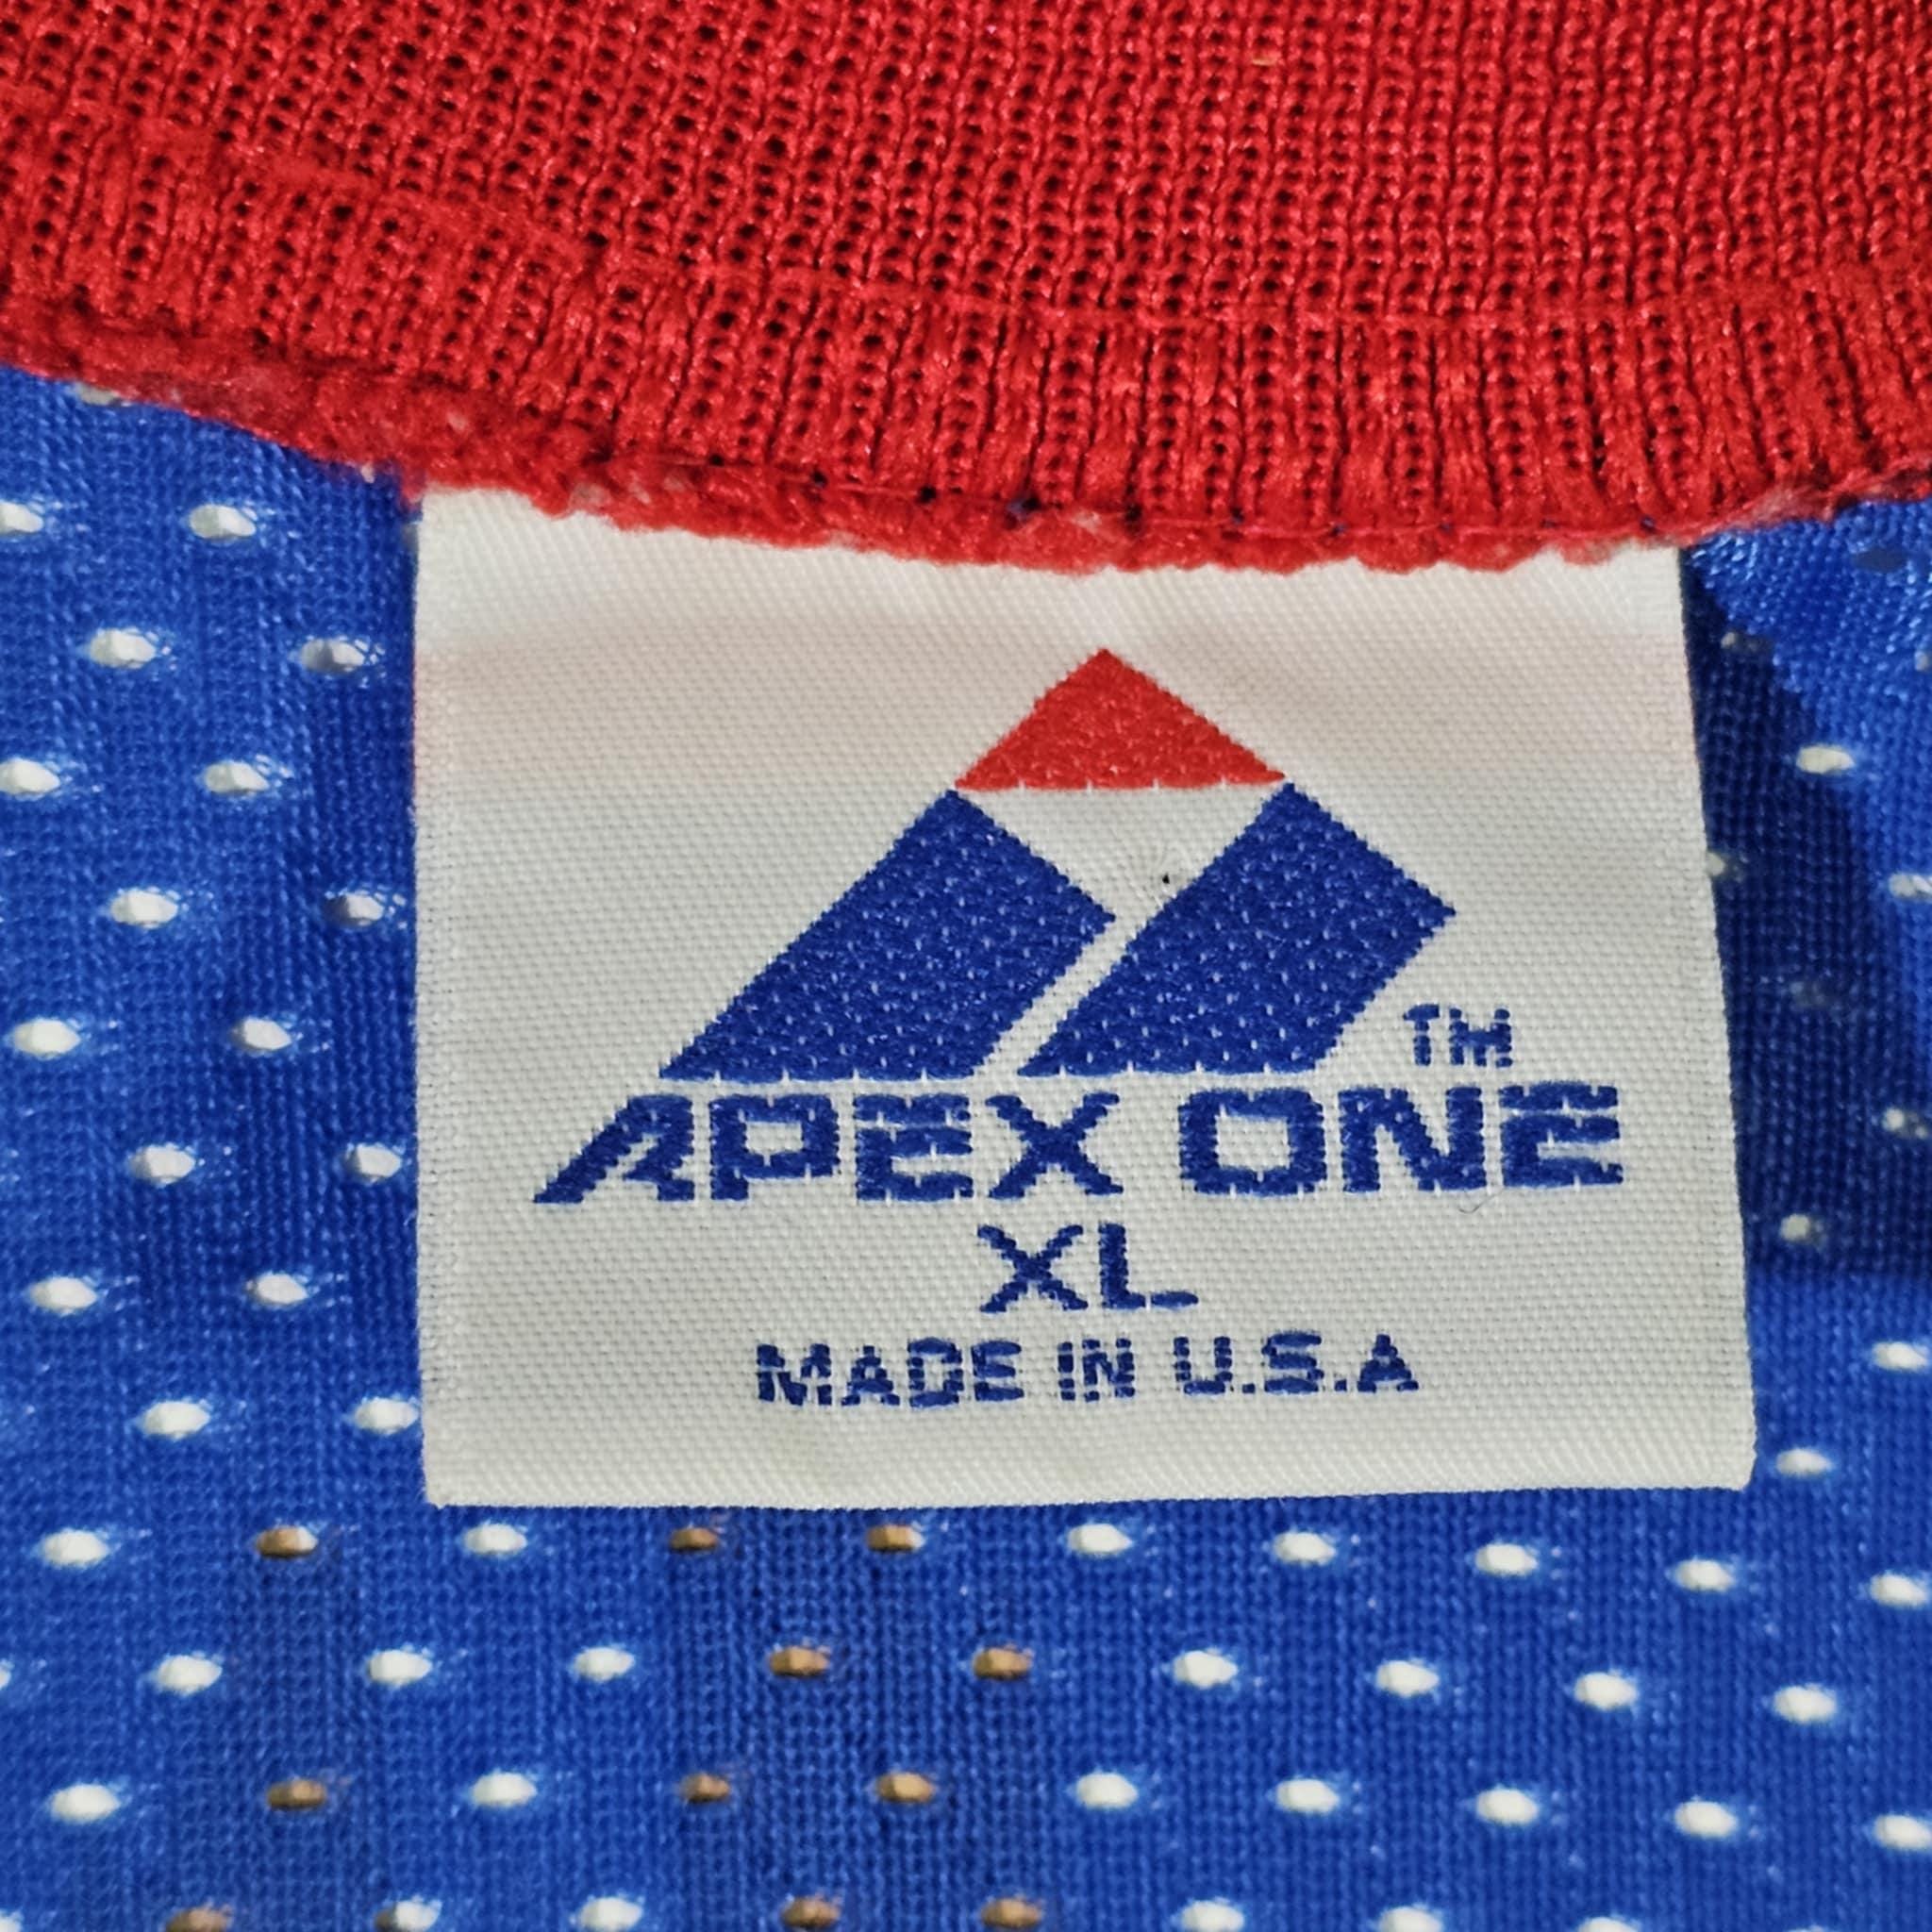 TM
APEX ONE
XL
MADE IN U.S.A